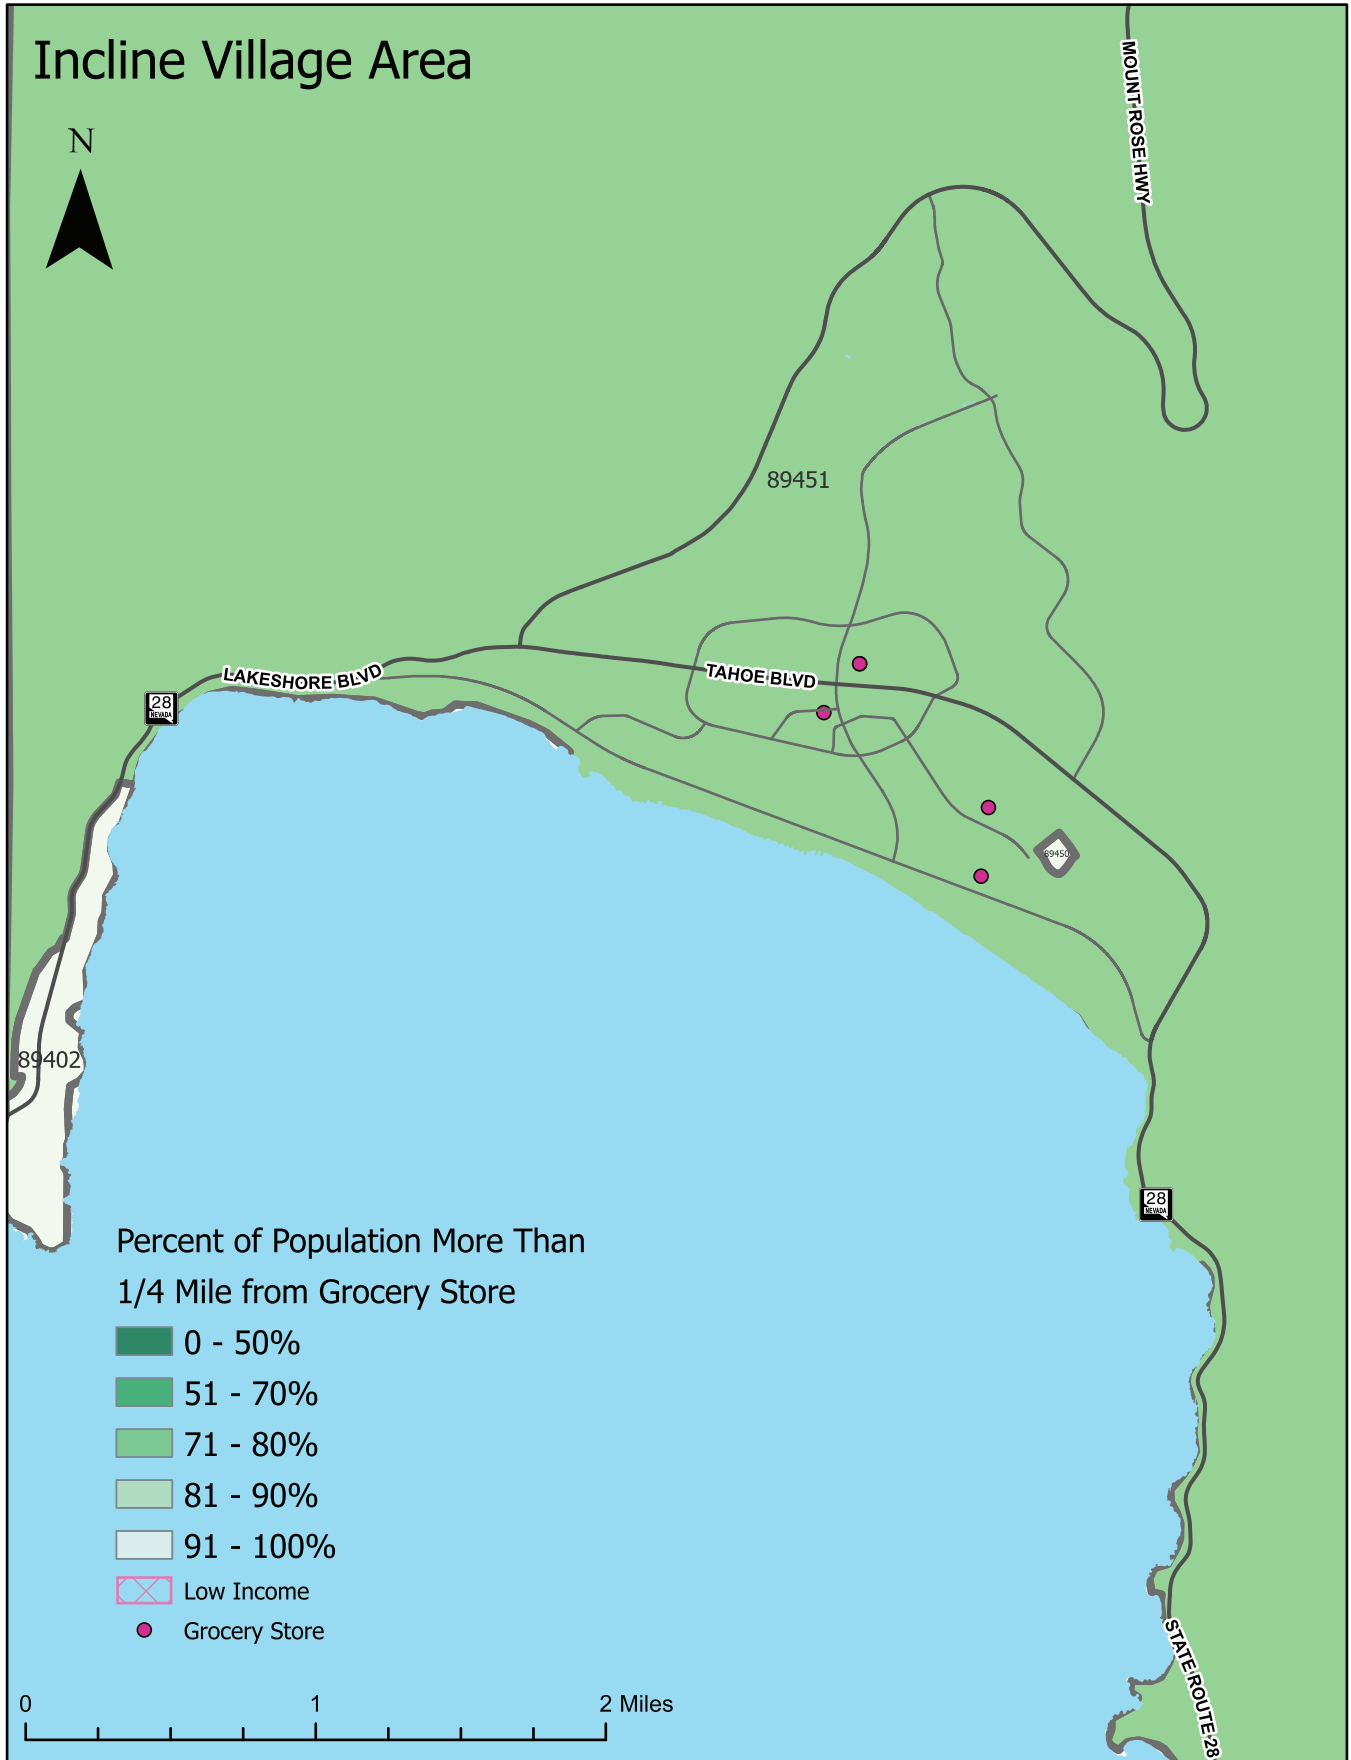 Incline Village Area
MOUNT ROSE HWY
N
89451
LAKESHORE BLVD
TAHOE BLVD
28
NEVADA
89450
89402
28
NEVADA
Percent of Population More Than
1/4 Mile from Grocery Store
0 - 50%
51 - 70%
71 - 80%
81 - 90%
91 - 100%
Low Income
Grocery Store
STATE ROUTE 28
0 1 2 Miles